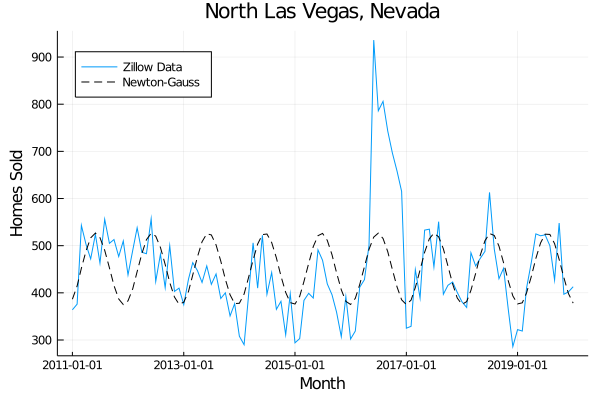 North Las Vegas, Nevada
Zillow Data
Newton-Gauss
Homes Sold
900
800
700
600
500
400
300
2011-01-01 2013-01-01 2015-01-01 2017-01-01 2019-01-01
Month